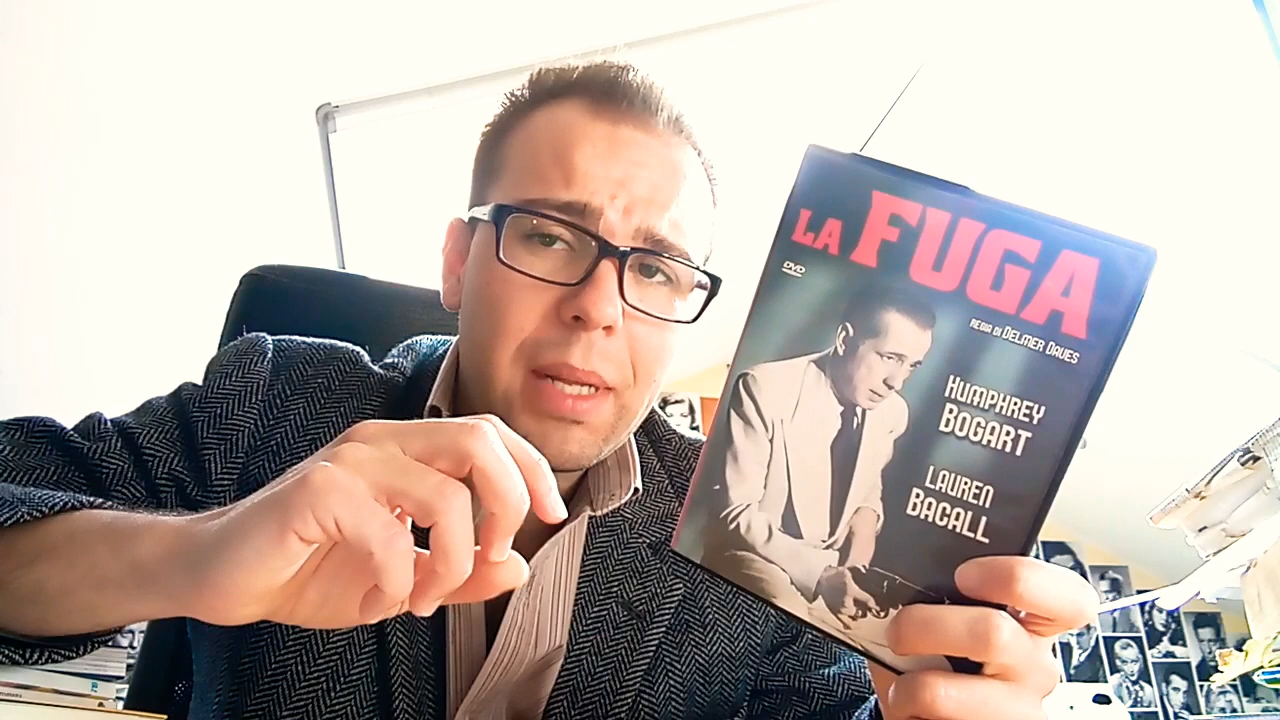 LA FUGA
DVD
REGIA DI DELMER DAVES
HUMPHREY
BOGART
LAUREN
BACALL